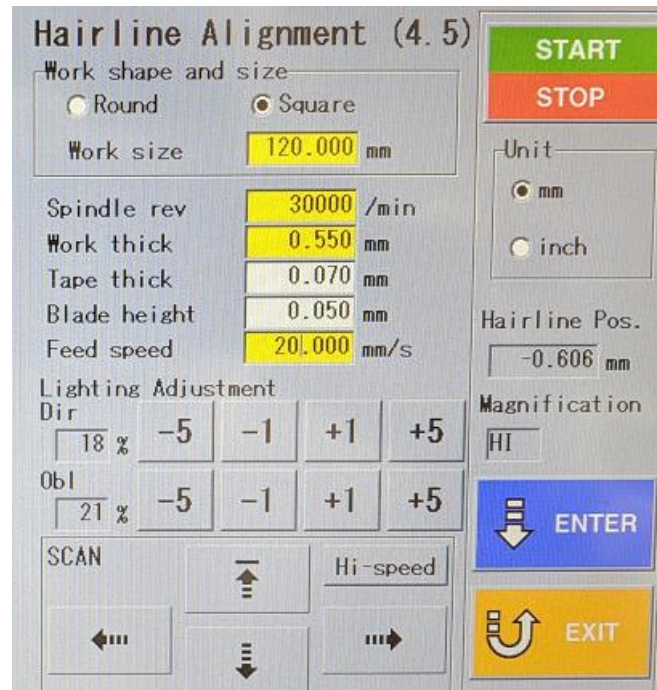 Hairline Alignment (4.5)
START
STOP
Work shape and size
Round
Square
Work size 120.000 mm
Unit
mm
inch
Spindle rev 30000 /min
Work thick 0.550 mm
Tape thick 0.070 mm
Blade height 0.050 mm
Feed speed 20.000 mm/s
Hairline Pos.
-0.606 mm
Magnification
HI
Lighting Adjustment
Dir
18 % -5 -1 +1 +5
Obl
21 % -5 -1 +1 +5
ENTER
SCAN
Hi-speed
EXIT